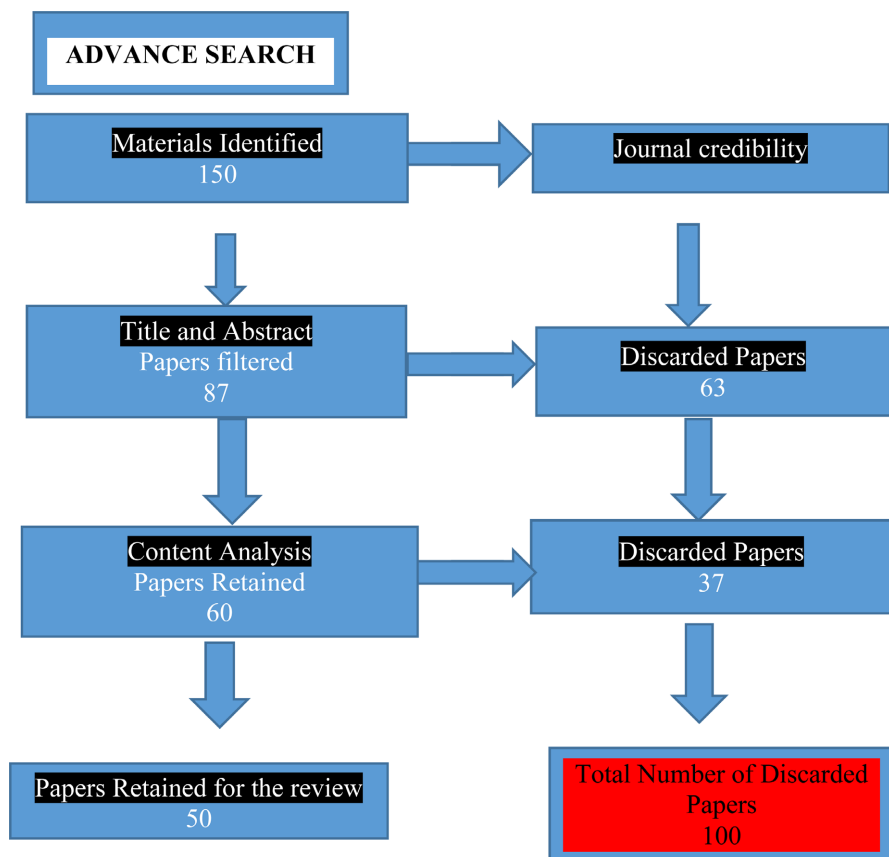 ADVANCE SEARCH
Materials Identified
150
Journal credibility
Title and Abstract
Papers filtered
87
Discarded Papers
63
Content Analysis
Papers Retained
60
Discarded Papers
37
Papers Retained for the review
50
Total Number of Discarded
Papers
100